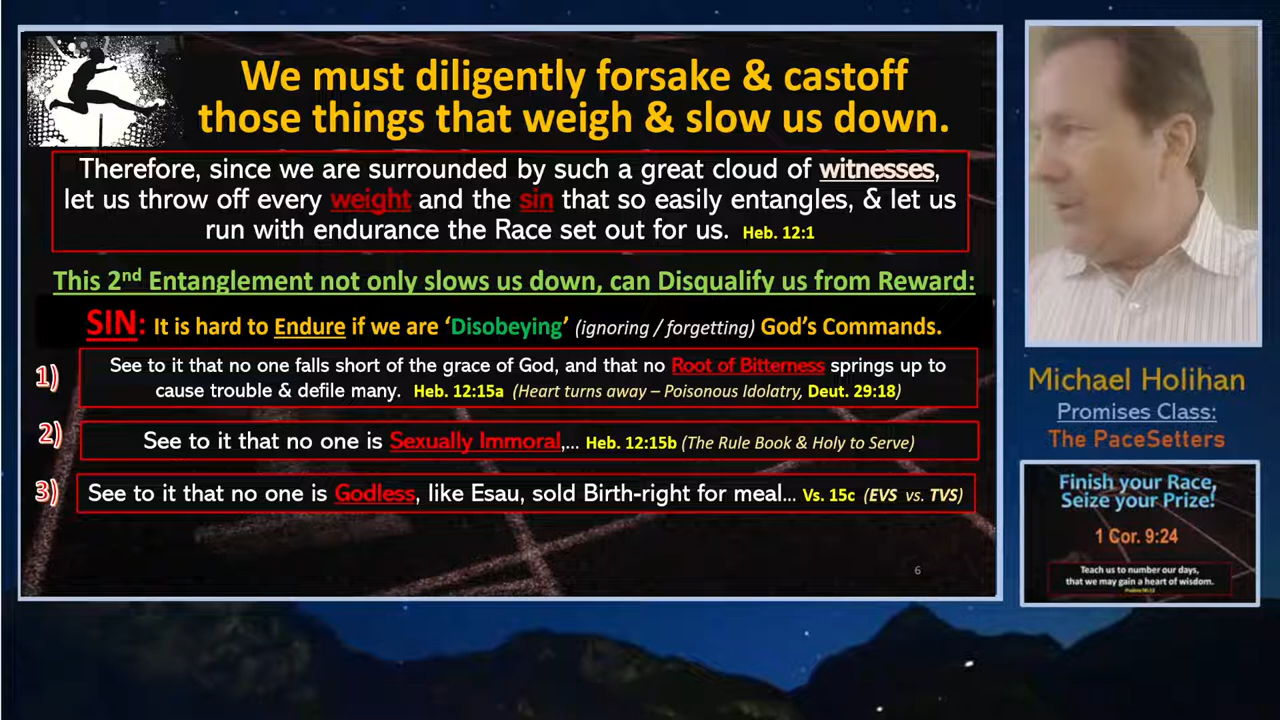 We must diligently forsake & castoff
those things that weigh & slow us down.
Therefore, since we are surrounded by such a great cloud of witnesses,
let us throw off every weight and the sin that so easily entangles, & let us
run with endurance the Race set out for us. Heb. 12:1
This 2nd Entanglement not only slows us down, can Disqualify us from Reward:
SIN: It is hard to Endure if we are ‘Disobeying’ (ignoring / forgetting) God’s Commands.
1) See to it that no one falls short of the grace of God, and that no Root of Bitterness springs up to
cause trouble & defile many. Heb. 12:15a (Heart turns away – Poisonous Idolatry, Deut. 29:18)
2) See to it that no one is Sexually Immoral,... Heb. 12:15b (The Rule Book & Holy to Serve)
3) See to it that no one is Godless, like Esau, sold Birth-right for meal... Vs. 15c (EVS vs. TVS)
6
Michael Holihan
Promises Class:
The PaceSetters
Finish your Race,
Seize your Prize!
1 Cor. 9:24
Teach us to number our days,
that we may gain a heart of wisdom.